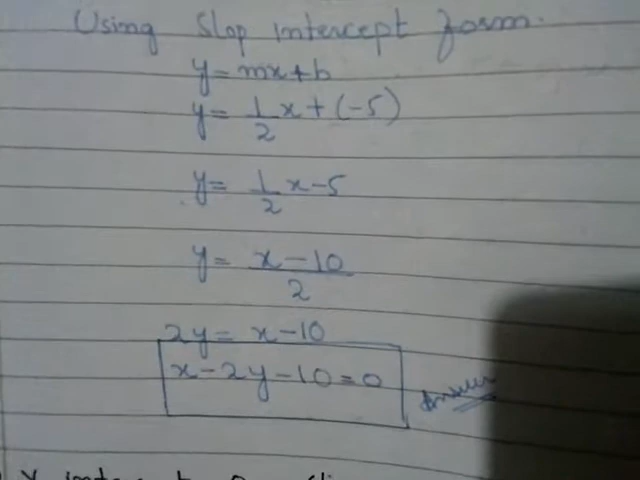 Using Slop intercept form.
y=mx+b
y= 1/2 x+(-5)
y= 1/2 x-5
y= x-10/2
2y= x-10
x-2y-10=0
Answer